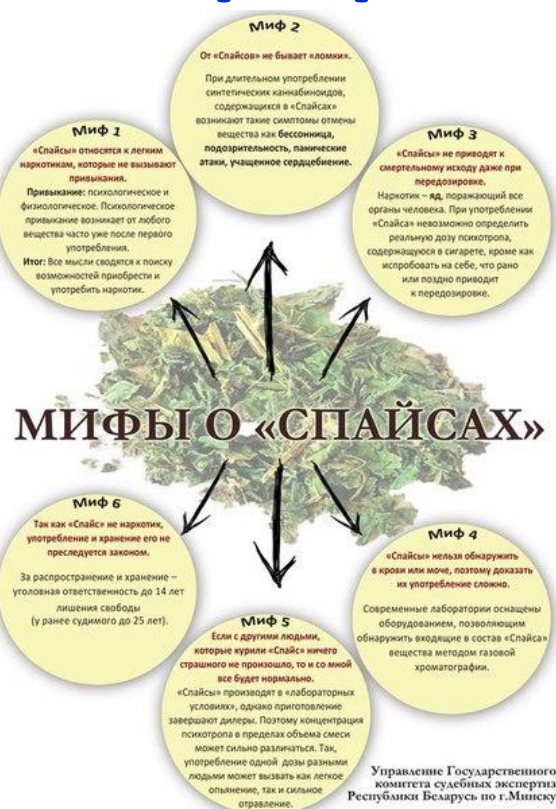 Миф 1
«Спайсы» относятся к легким
наркотикам, которые не вызывают
привыкания.
Привыкание: психологическое и
физиологическое. Психологическое
привыкание возникает от любого
вещества часто уже после первого
употребления.
Итог: Все мысли сводятся к поиску
возможностей приобрести и
употребить наркотик.
Миф 2
От «Спайсов» не бывает «ломки».
При длительном употреблении
синтетических каннабиноидов,
содержащихся в «Спайсах»
возникают такие симптомы отмены
вещества как бессонница,
подозрительность, панические
атаки, учащенное сердцебиение.
Миф 3
«Спайсы» не приводят к
смертельному исходу даже при
передозировке.
Наркотик – яд, поражающий все
органы человека. При употреблении
«Спайса» невозможно определить
реальную дозу психотропа,
содержащуюся в сигарете, кроме как
испробовать на себе, что рано
или поздно приводит
к передозировке.
МИФЫ О «СПАЙСАХ»
Миф 4
«Спайсы» нельзя обнаружить
в крови или моче, поэтому доказать
их употребление сложно.
Современные лаборатории оснащены
оборудованием, позволяющим
обнаружить входящие в состав «Спайса»
вещества методом газовой
хроматографии.
Миф 5
Если с другими людьми,
которые курили «Спайс» ничего
страшного не произошло, то и со мной
все будет нормально.
«Спайсы» производят в «лабораторных
условиях», однако приготовление
завершают дилеры. Поэтому концентрация
психотропа в пределах объема смеси
может сильно различаться. Так,
употребление одной дозы разными
людьми может вызвать как легкое
опьянение, так и сильное
отравление.
Миф 6
Так как «Спайс» не наркотик,
употребление и хранение его не
преследуется законом.
За распространение и хранение –
уголовная ответственность до 14 лет
лишения свободы
(у ранее судимого до 25 лет).
Управление Государственного
комитета судебных экспертиз
Республики Беларусь по г.Минску